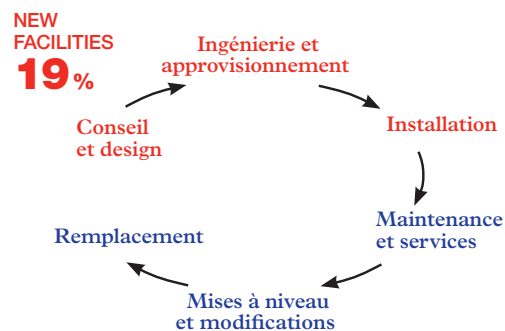 NEW
FACILITIES
19%
Ingénierie et
approvisionnement
Conseil
et design
Installation
Maintenance
et services
Remplacement
Mises à niveau
et modifications